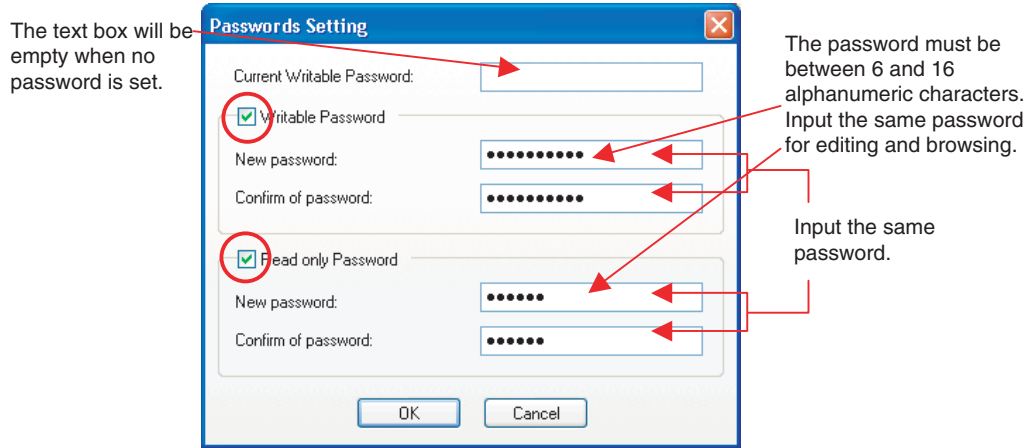 The text box will be
empty when no
password is set.
Passwords Setting
Current Writable Password:
Writable Password
New password:
●●●●●●●●●●
Confirm of password:
●●●●●●●●●●
Read only Password
New password:
●●●●●●
Confirm of password:
●●●●●●
OK
Cancel
The password must be
between 6 and 16
alphanumeric characters.
Input the same password
for editing and browsing.
Input the same
password.